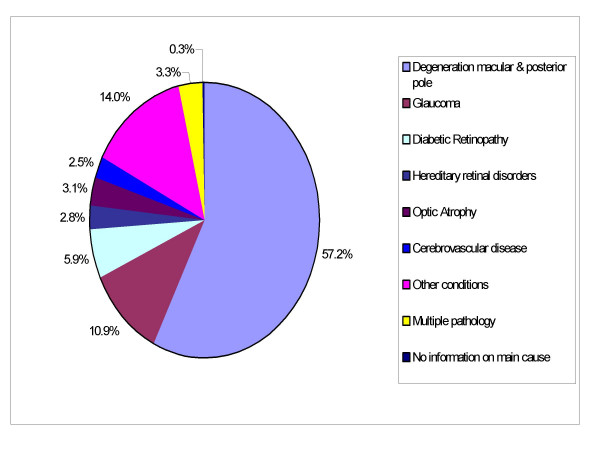 0.3%
3.3%
14.0%
2.5%
3.1%
2.8%
5.9%
10.9%
57.2%
Degeneration macular & posterior
pole
Glaucoma
Diabetic Retinopathy
Hereditary retinal disorders
Optic Atrophy
Cerebrovascular disease
Other conditions
Multiple pathology
No information on main cause